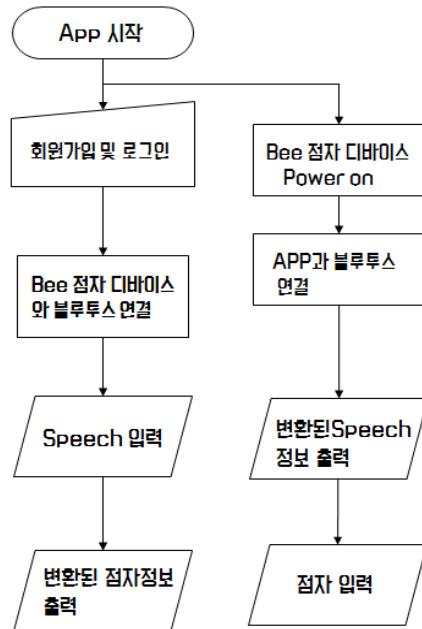 App 시작
회원가입 및 로그인
Bee 점자 디바이스
와 블루투스 연결
Speech 입력
변환된 점자정보
출력
Bee 점자 디바이스
Power on
APP과 블루투스
연결
변환된Speech
정보 출력
점자 입력